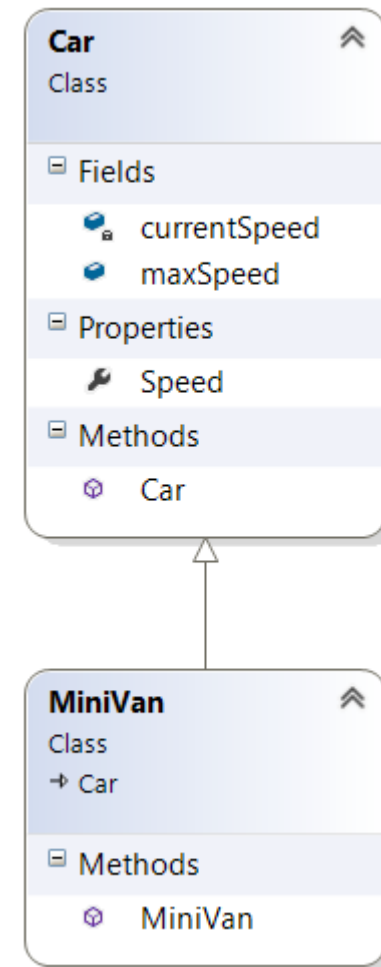 Car
Class
Fields
currentSpeed
maxSpeed
Properties
Speed
Methods
Car
MiniVan
Class
Car
Methods
MiniVan